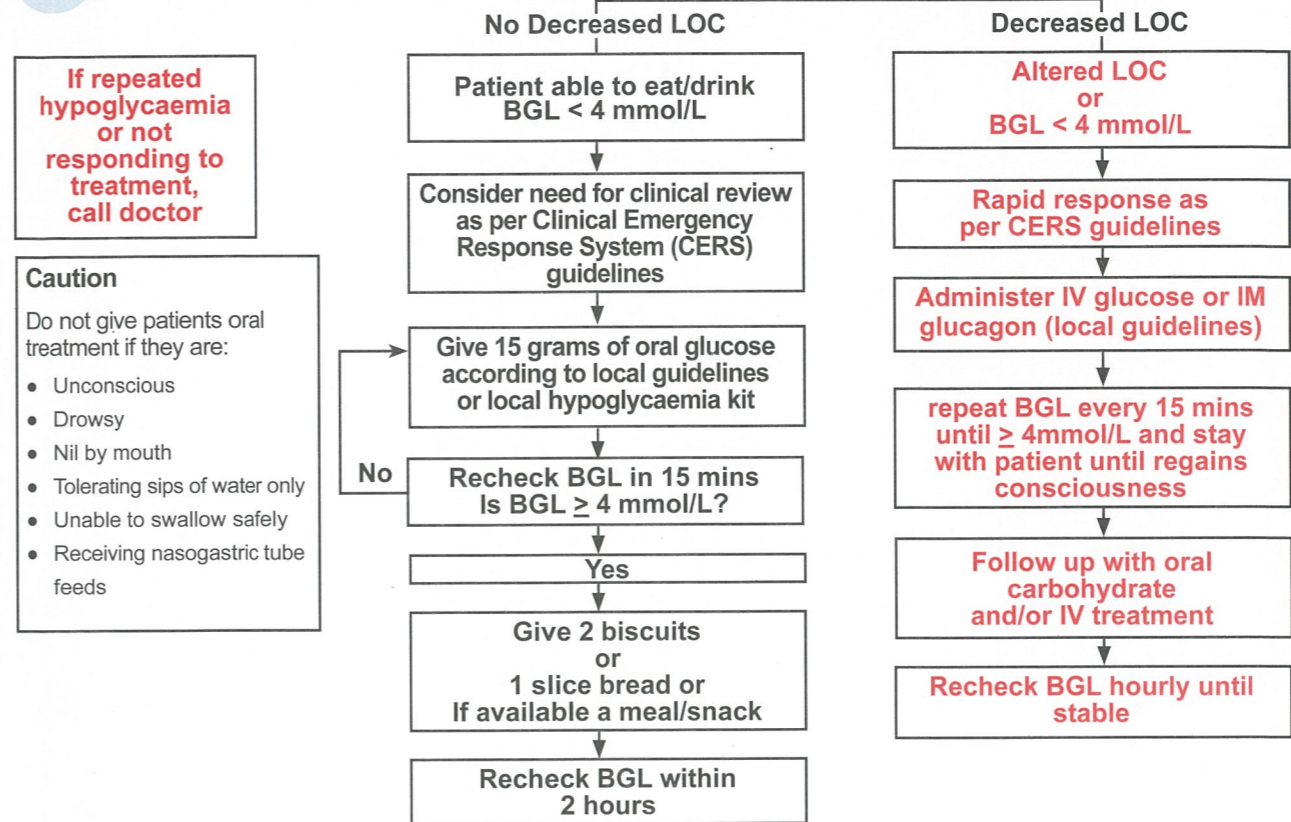 If repeated
hypoglycaemia
or not
responding to
treatment,
call doctor
Caution
Do not give patients oral
treatment if they are:
• Unconscious
• Drowsy
• Nil by mouth
• Tolerating sips of water only
• Unable to swallow safely
• Receiving nasogastric tube
feeds
No Decreased LOC
Patient able to eat/drink
BGL < 4 mmol/L
Consider need for clinical review
as per Clinical Emergency
Response System (CERS)
guidelines
Give 15 grams of oral glucose
according to local guidelines
or local hypoglycaemia kit
No
Recheck BGL in 15 mins
Is BGL ≥ 4 mmol/L?
Yes
Give 2 biscuits
or
1 slice bread or
If available a meal/snack
Recheck BGL within
2 hours
Decreased LOC
Altered LOC
or
BGL < 4 mmol/L
Rapid response as
per CERS guidelines
Administer IV glucose or IM
glucagon (local guidelines)
repeat BGL every 15 mins
until ≥ 4mmol/L and stay
with patient until regains
consciousness
Follow up with oral
carbohydrate
and/or IV treatment
Recheck BGL hourly until
stable